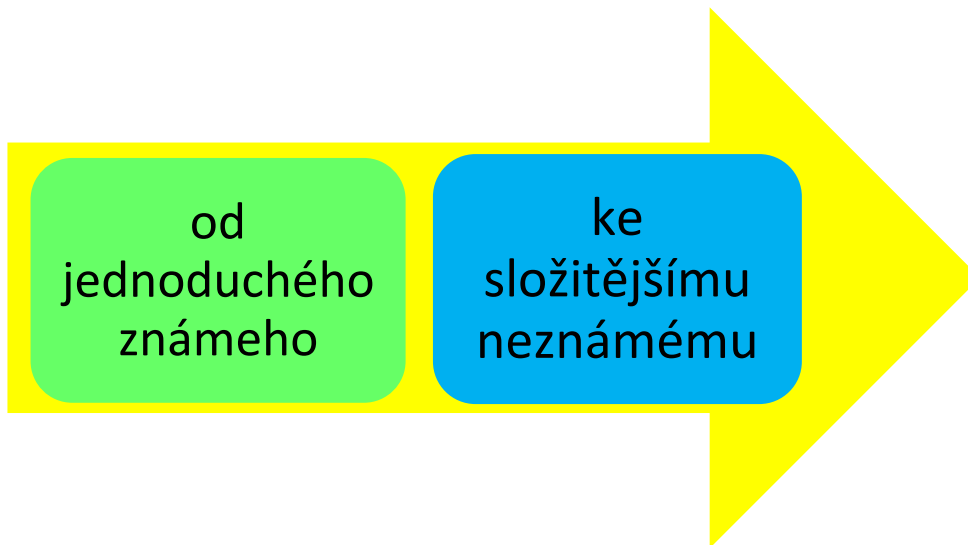 od
jednoduchého
známeho
ke
složitějšímu
neznámému